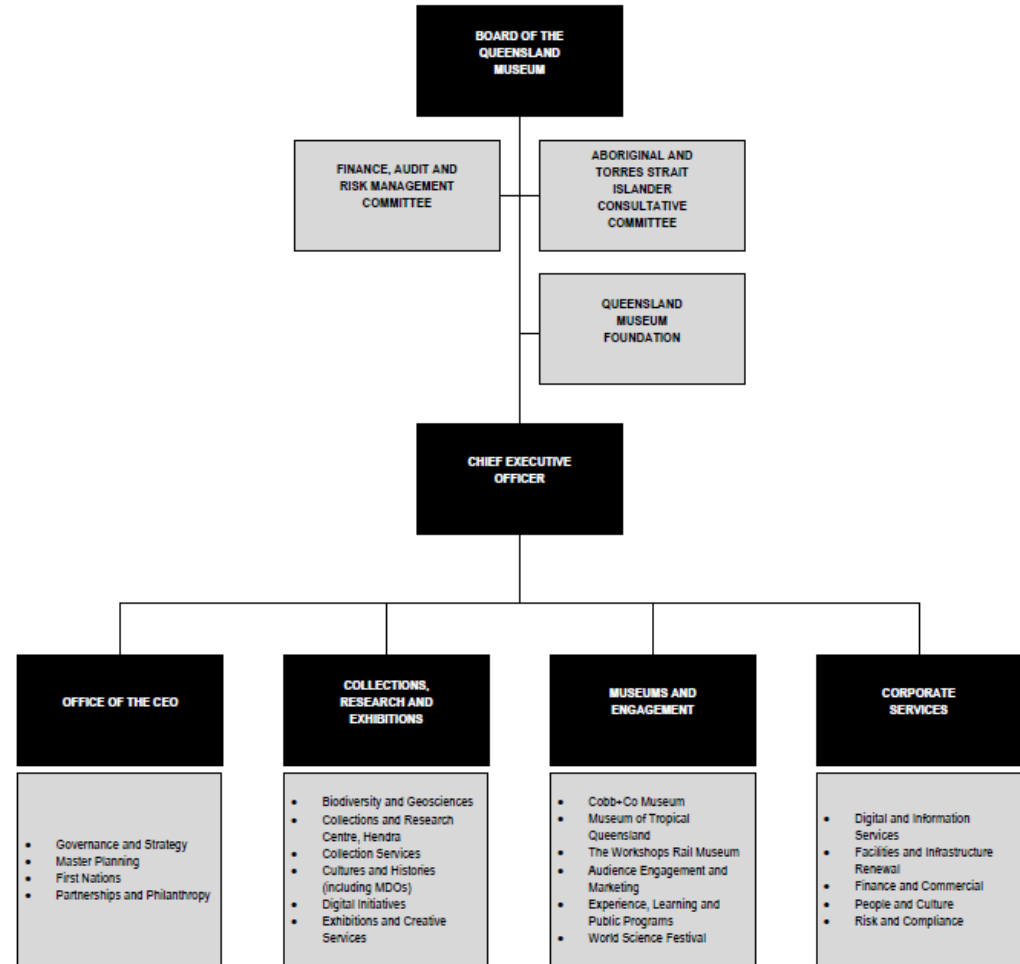 BOARD OF THE
QUEENSLAND
MUSEUM
FINANCE, AUDIT AND
RISK MANAGEMENT
COMMITTEE
ABORIGINAL AND
TORRES STRAIT
ISLANDER
CONSULTATIVE
COMMITTEE
QUEENSLAND
MUSEUM
FOUNDATION
CHIEF EXECUTIVE
OFFICER
OFFICE OF THE CEO
• Governance and Strategy
• Master Planning
• First Nations
• Partnerships and Philanthropy
COLLECTIONS,
RESEARCH AND
EXHIBITIONS
• Biodiversity and Geosciences
• Collections and Research
Centre, Hendra
• Collection Services
• Cultures and Histories
(including MDOs)
• Digital Initiatives
• Exhibitions and Creative
Services
MUSEUMS AND
ENGAGEMENT
• Cobb+Co Museum
• Museum of Tropical
Queensland
• The Workshops Rail Museum
• Audience Engagement and
Marketing
• Experience, Learning and
Public Programs
• World Science Festival
CORPORATE
SERVICES
• Digital and Information
Services
• Facilities and Infrastructure
Renewal
• Finance and Commercial
• People and Culture
• Risk and Compliance